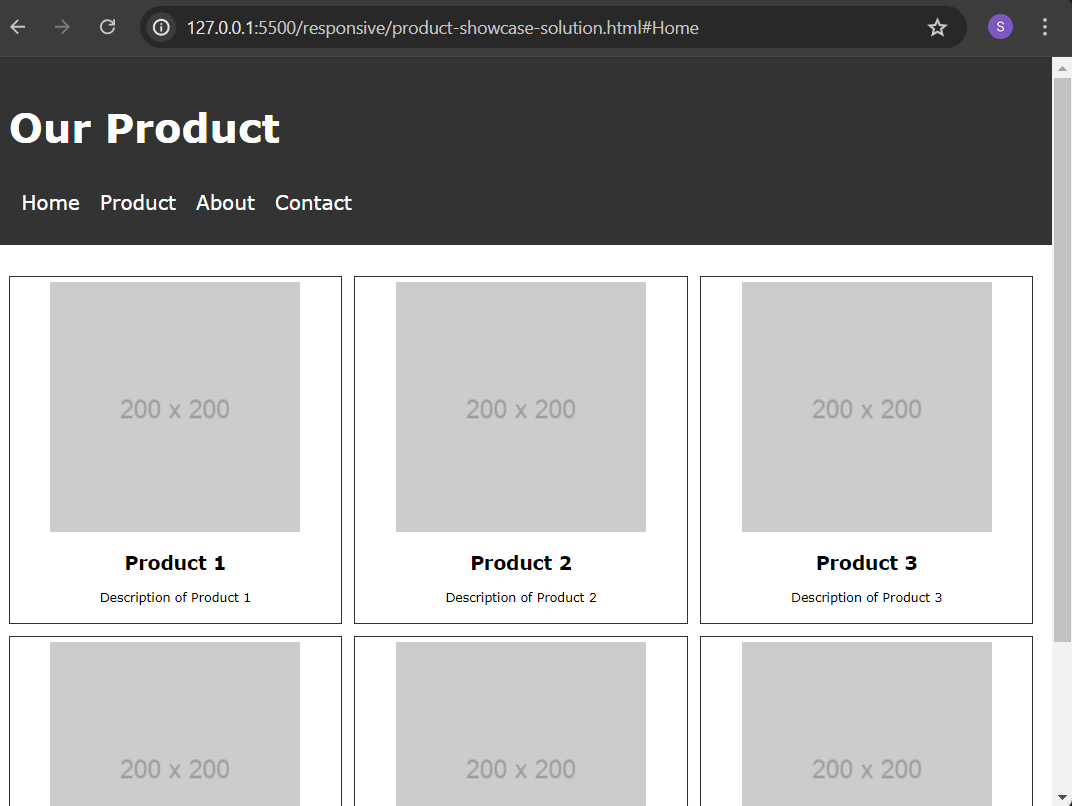 127.0.0.1:5500/responsive/product-showcase-solution.html#Home
S
Our Product
Home Product About Contact
200 x 200 200 x 200 200 x 200
Product 1 Product 2 Product 3
Description of Product 1 Description of Product 2 Description of Product 3
200 x 200 200 x 200 200 x 200